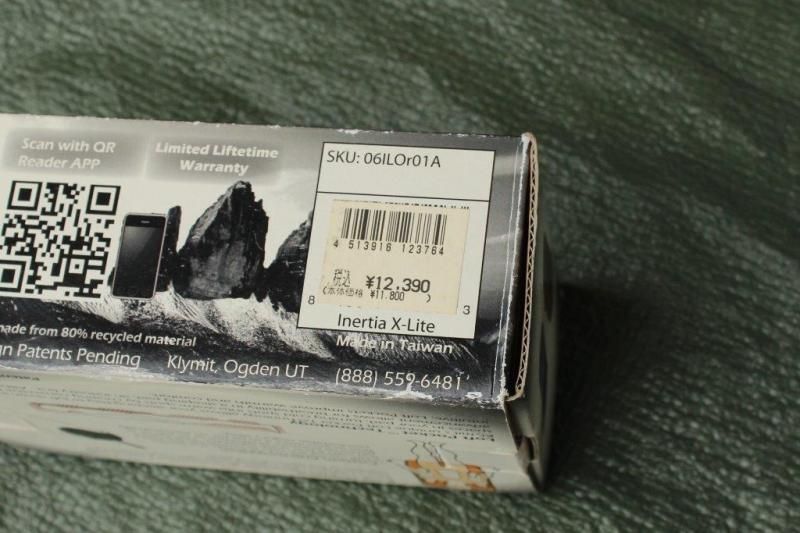 Scan with QR
Reader APP
Limited Liftetime
Warranty
SKU: 06ILOr01A
4 513916 123764
税込 ¥12,390
(本体価格 ¥11,800 )
8 3
Inertia X-Lite
made from 80% recycled material
Made in Taiwan
gn Patents Pending Klymit, Ogden UT (888) 559-6481